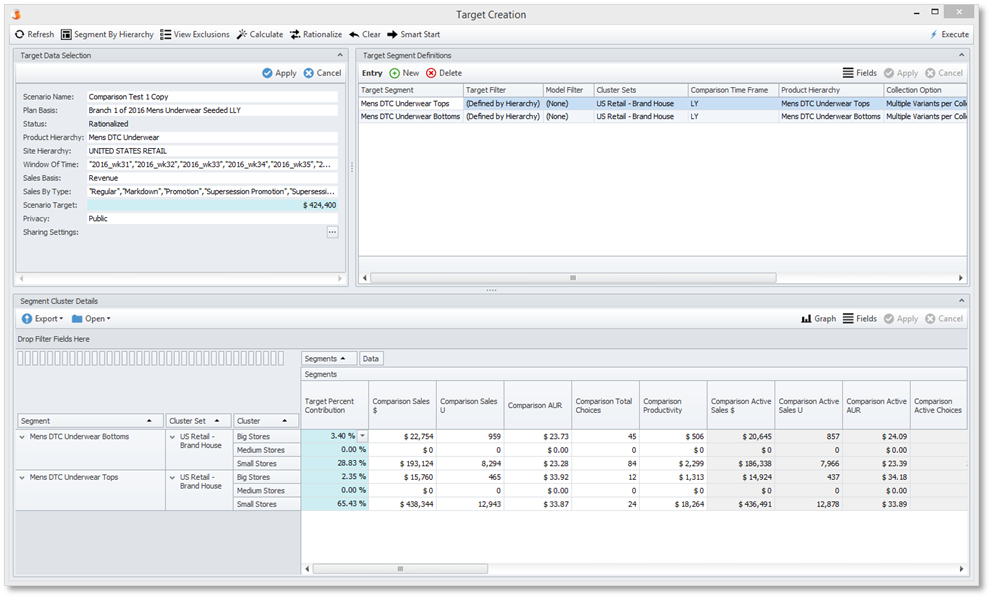 Target Creation
Refresh Segment By Hierarchy View Exclusions Calculate Rationalize Clear Smart Start Execute
Target Data Selection
Apply Cancel
Scenario Name: Comparison Test 1 Copy
Plan Basis: Branch 1 of 2016 Mens Underwear Seeded LLY
Status: Rationalized
Product Hierarchy: Mens DTC Underwear
Site Hierarchy: UNITED STATES RETAIL
Window Of Time: "2016_wk31","2016_wk32","2016_wk33","2016_wk34","2016_wk35","2...
Sales Basis: Revenue
Sales By Type: "Regular","Markdown","Promotion","Supersession Promotion","Supersessi...
Scenario Target: $ 424,400
Privacy: Public
Sharing Settings: ...
Target Segment Definitions
Entry New Delete Fields Apply Cancel
Target Segment Target Filter Model Filter Cluster Sets Comparison Time Frame Product Hierarchy Collection Option
Mens DTC Underwear Tops (Defined by Hierarchy) (None) US Retail - Brand House LY Mens DTC Underwear Tops Multiple Variants per Colle
Mens DTC Underwear Bottoms (Defined by Hierarchy) (None) US Retail - Brand House LY Mens DTC Underwear Bottoms Multiple Variants per Colle
Segment Cluster Details
Export Open Graph Fields Apply Cancel
Drop Filter Fields Here
Segments Data
Segments
Segment Cluster Set Cluster Target Percent Contribution Comparison Sales $ Comparison Sales U Comparison AUR Comparison Total Choices Comparison Productivity Comparison Active Sales $ Comparison Active Sales U Comparison Active AUR Comparison Active Choices
Mens DTC Underwear Bottoms US Retail - Brand House Big Stores 3.40 % $ 22,754 959 $ 23.73 45 $ 506 $ 20,645 857 $ 24.09
Medium Stores 0.00 % $ 0 0 $ 0.00 0 $ 0 $ 0 0 $ 0.00
Small Stores 28.83 % $ 193,124 8,294 $ 23.28 84 $ 2,299 $ 186,338 7,966 $ 23.39
Mens DTC Underwear Tops US Retail - Brand House Big Stores 2.35 % $ 15,760 465 $ 33.92 12 $ 1,313 $ 14,924 437 $ 34.18
Medium Stores 0.00 % $ 0 0 $ 0.00 0 $ 0 $ 0 0 $ 0.00
Small Stores 65.43 % $ 438,344 12,943 $ 33.87 24 $ 18,264 $ 436,491 12,878 $ 33.89